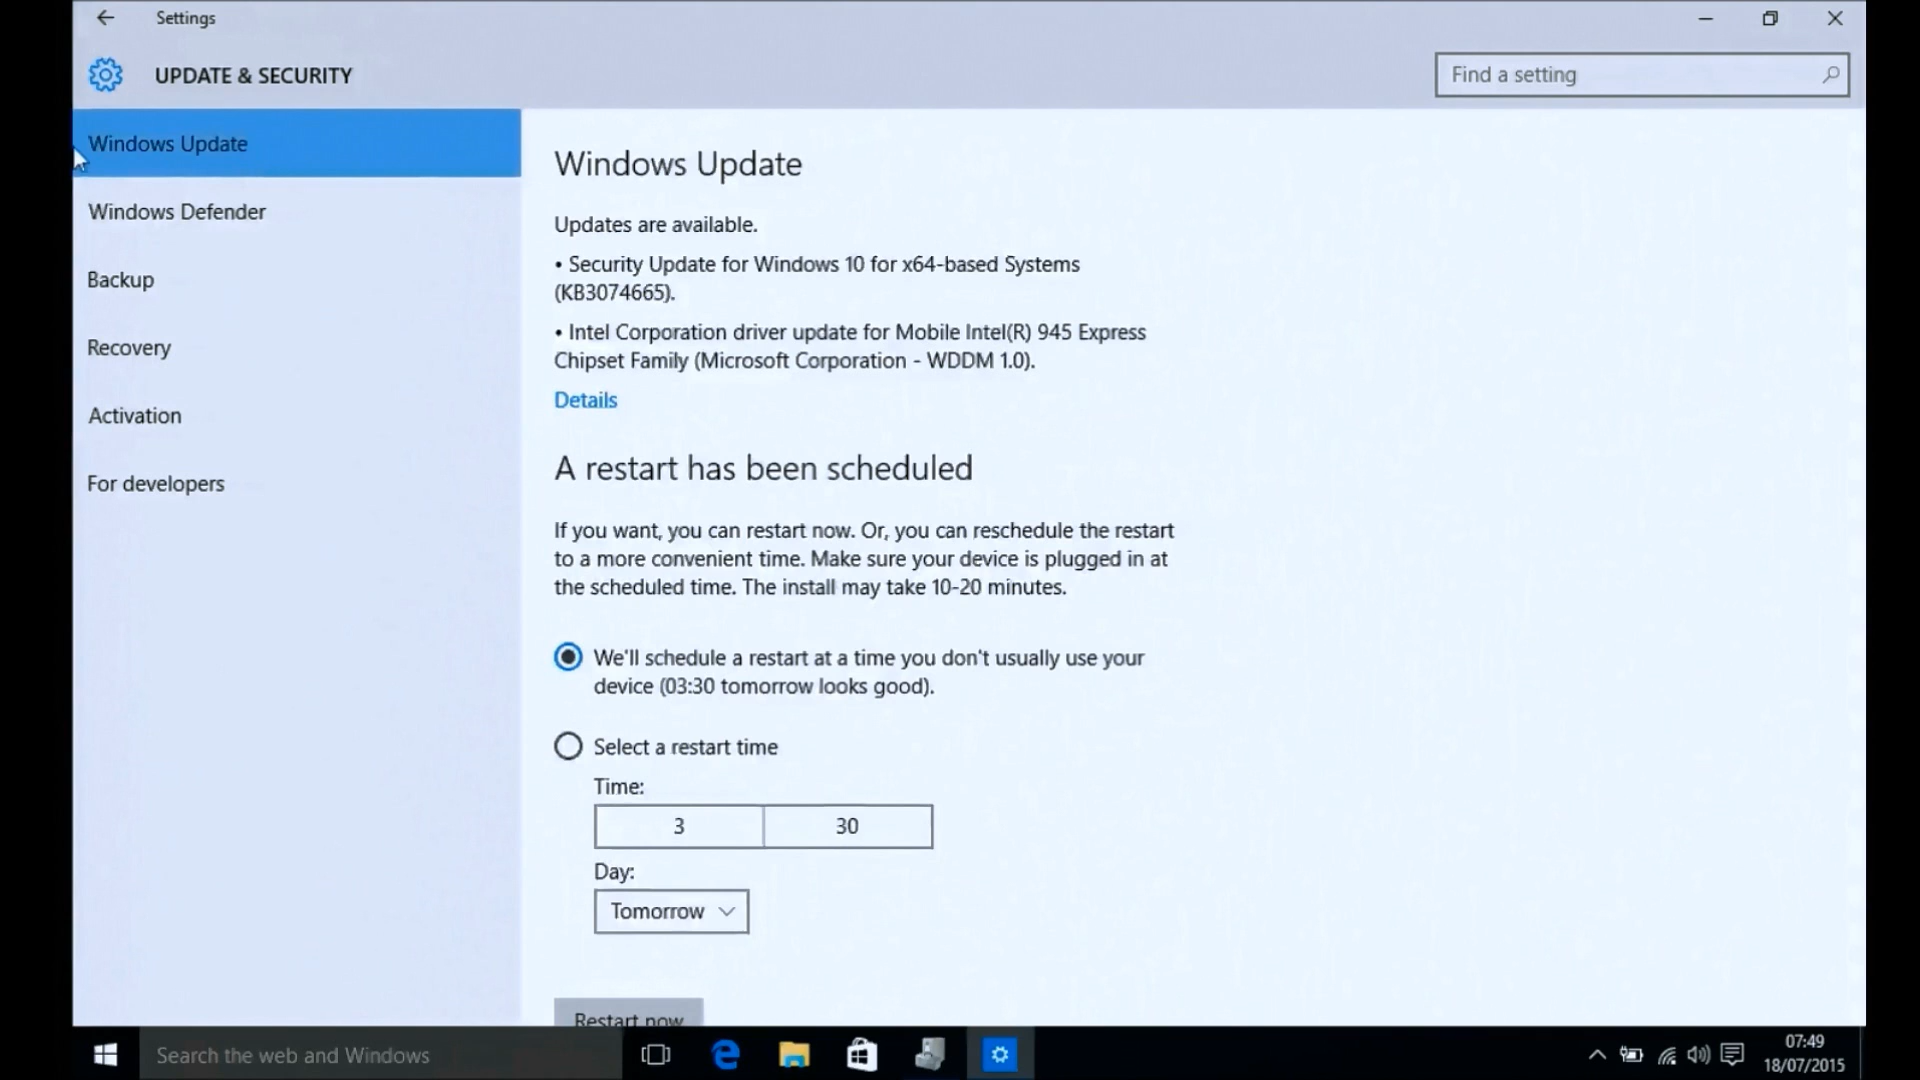 Settings
UPDATE & SECURITY
Find a setting
Windows Update
Windows Defender
Backup
Recovery
Activation
For developers
Windows Update
Updates are available.
• Security Update for Windows 10 for x64-based Systems
(KB3074665).
• Intel Corporation driver update for Mobile Intel(R) 945 Express
Chipset Family (Microsoft Corporation - WDDM 1.0).
Details
A restart has been scheduled
If you want, you can restart now. Or, you can reschedule the restart
to a more convenient time. Make sure your device is plugged in at
the scheduled time. The install may take 10-20 minutes.
We'll schedule a restart at a time you don't usually use your
device (03:30 tomorrow looks good).
Select a restart time
Time:
3 30
Day:
Tomorrow
Restart now
Search the web and Windows
07:49
18/07/2015